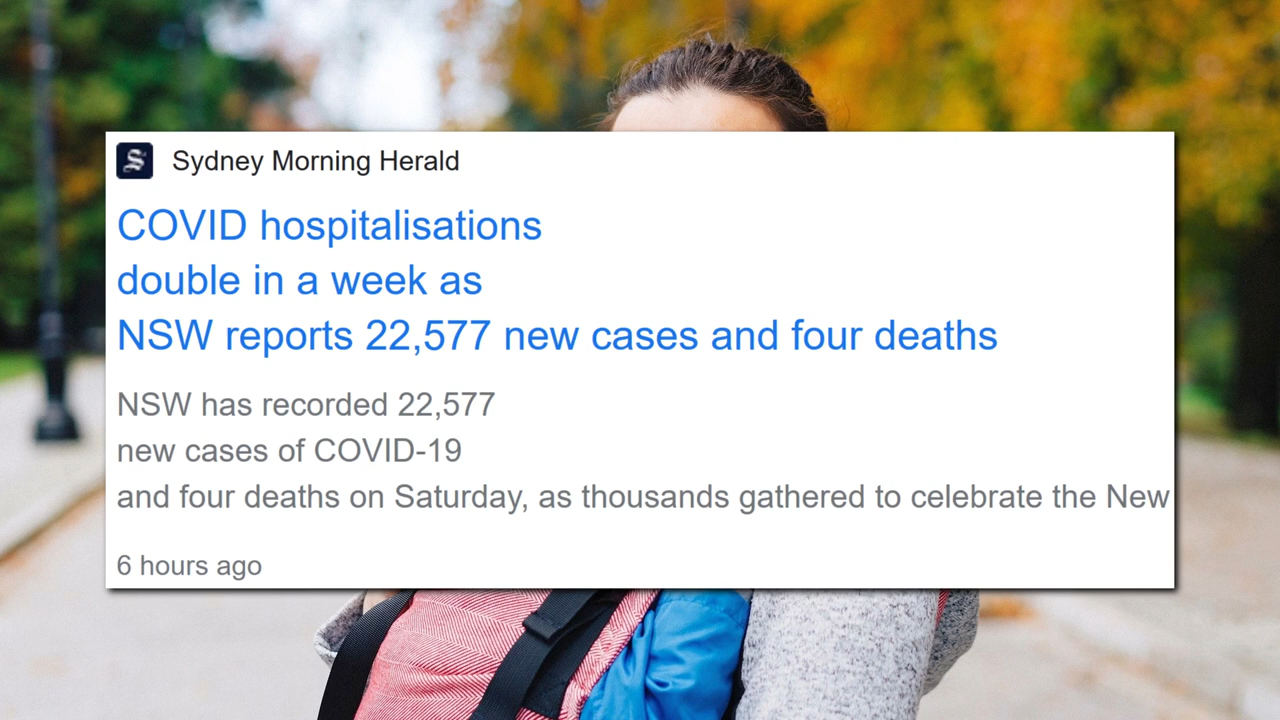 Sydney Morning Herald
COVID hospitalisations
double in a week as
NSW reports 22,577 new cases and four deaths
NSW has recorded 22,577
new cases of COVID-19
and four deaths on Saturday, as thousands gathered to celebrate the New
6 hours ago